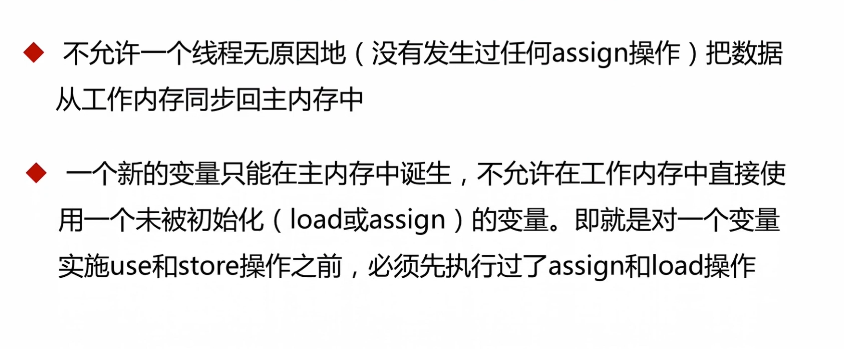 ◆ 不允许一个线程无原因地（没有发生过任何assign操作）把数据
从工作内存同步回主内存中
◆ 一个新的变量只能在主内存中诞生，不允许在工作内存中直接使
用一个未被初始化（load或assign）的变量。即就是对一个变量
实施use和store操作之前，必须先执行过了assign和load操作